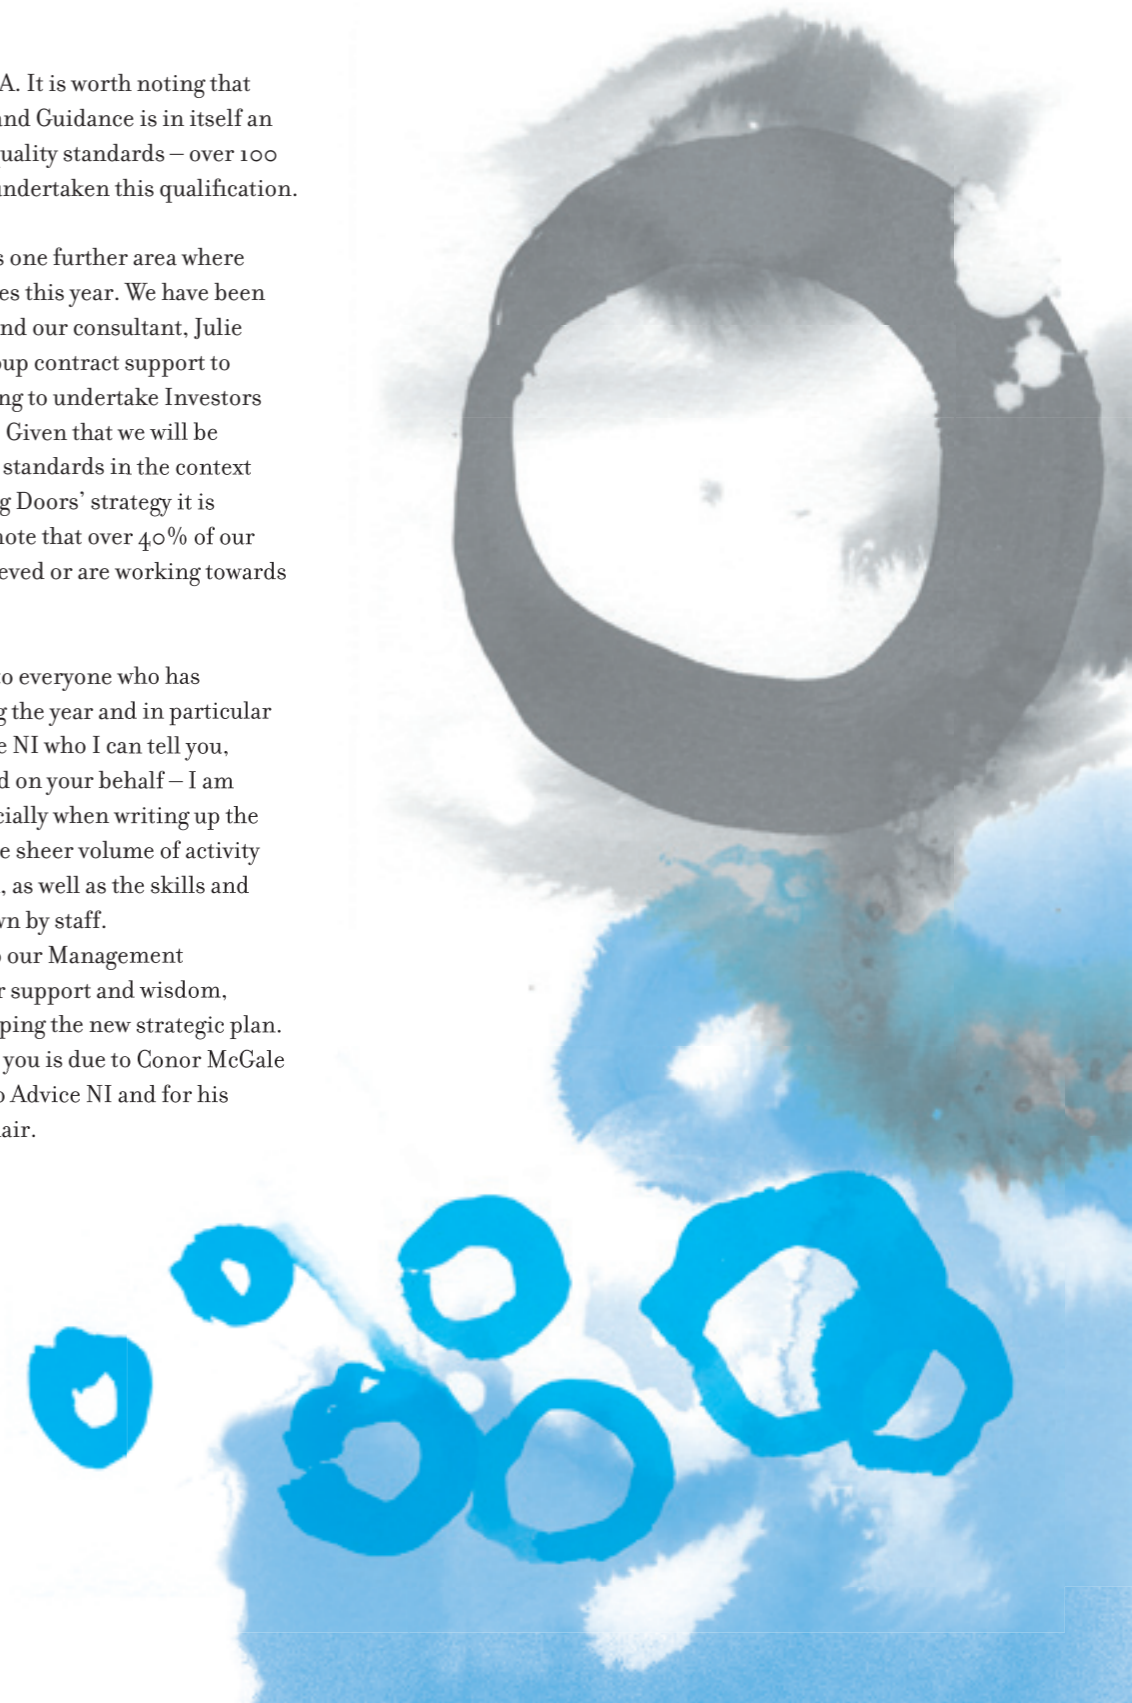 A. It is worth noting that
and Guidance is in itself an
uality standards – over 100
undertaken this qualification.
s one further area where
es this year. We have been
nd our consultant, Julie
oup contract support to
ng to undertake Investors
Given that we will be
standards in the context
g Doors’ strategy it is
note that over 40% of our
eved or are working towards
to everyone who has
g the year and in particular
e NI who I can tell you,
d on your behalf – I am
cially when writing up the
e sheer volume of activity
, as well as the skills and
wn by staff.
o our Management
r support and wisdom,
ping the new strategic plan.
you is due to Conor McGale
o Advice NI and for his
air.